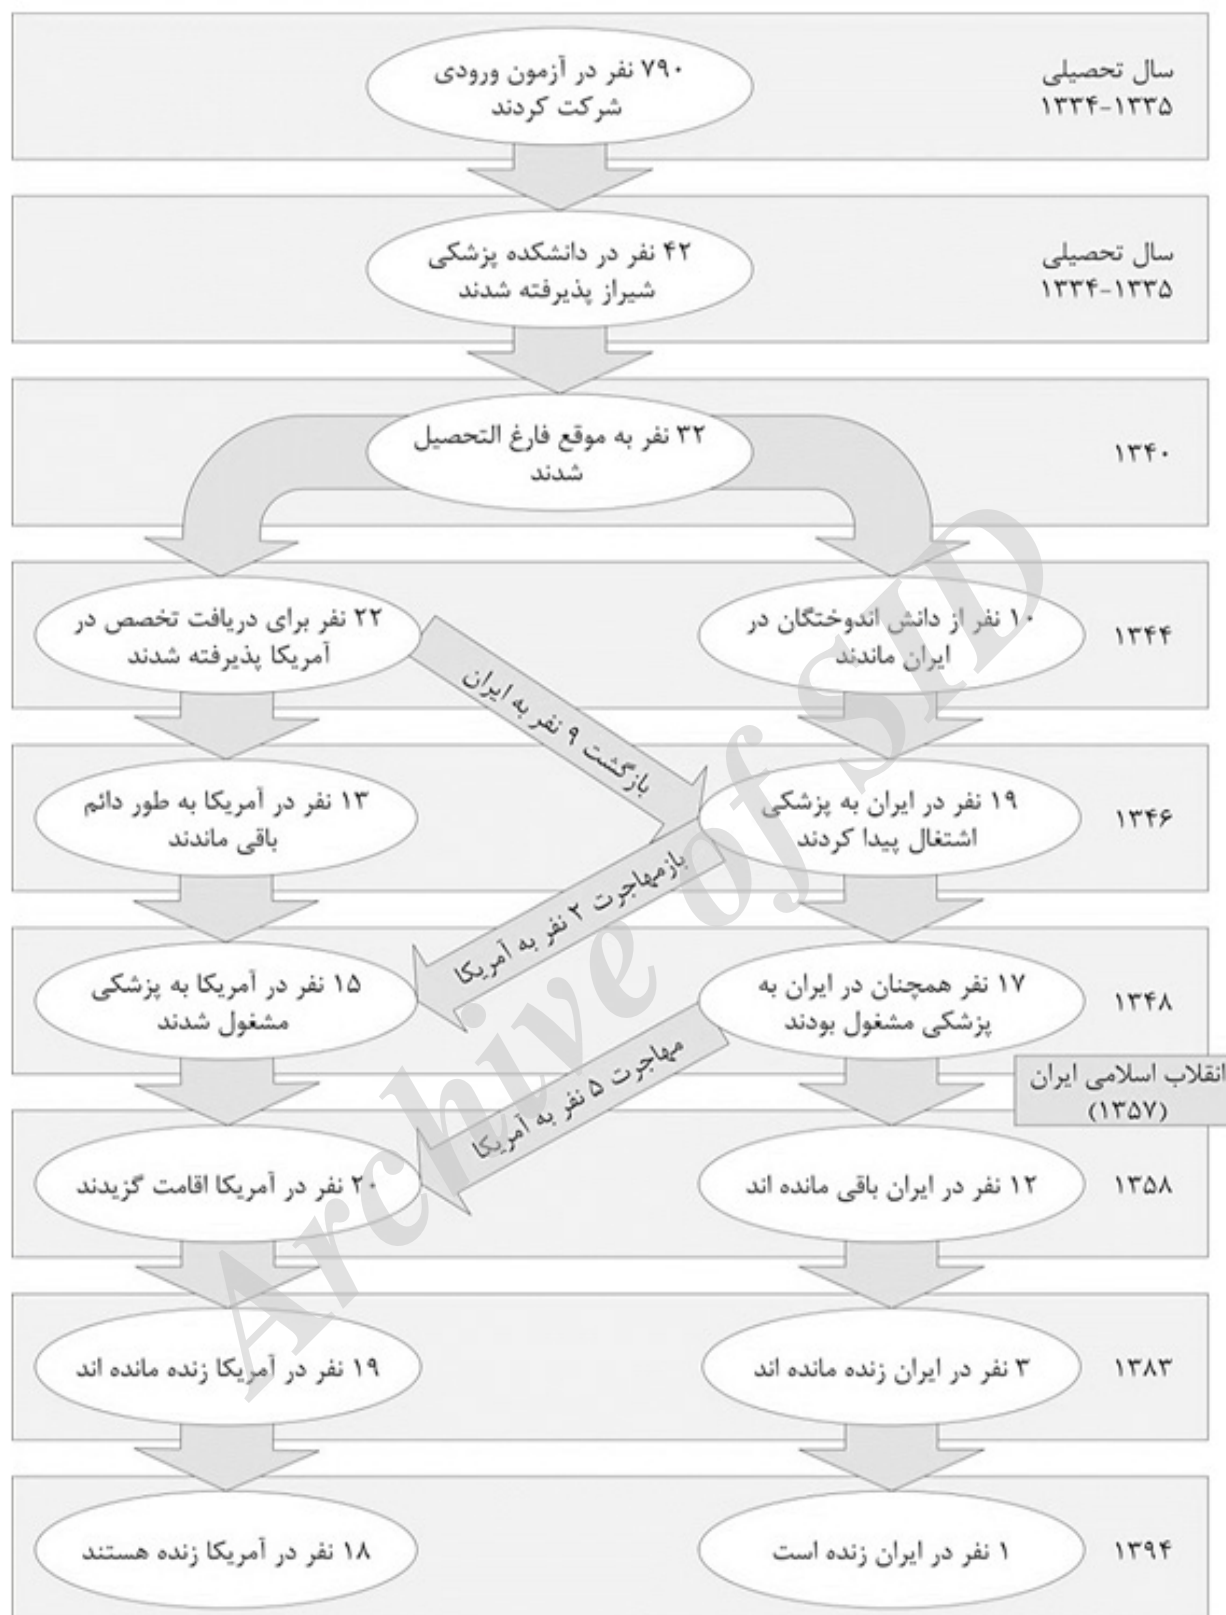 سال تحصیلی
۱۳۳۴-۱۳۳۵
۷۹۰ نفر در آزمون ورودی
شرکت کردند
سال تحصیلی
۱۳۳۴-۱۳۳۵
۴۲ نفر در دانشکده پزشکی
شیراز پذیرفته شدند
۱۳۴۰
۳۲ نفر به موقع فارغ التحصیل
شدند
۱۳۴۴
۱۰ نفر از دانش اندوختگان در
ایران ماندند
۲۲ نفر برای دریافت تخصص در
آمریکا پذیرفته شدند
بازگشت ۹ نفر به ایران
۱۳۴۶
۱۹ نفر در ایران به پزشکی
اشتغال پیدا کردند
۱۳ نفر در آمریکا به طور دائم
باقی ماندند
بازمهاجرت ۲ نفر به آمریکا
۱۳۴۸
۱۷ نفر همچنان در ایران به
پزشکی مشغول بودند
۱۵ نفر در آمریکا به پزشکی
مشغول شدند
انقلاب اسلامی ایران
(۱۳۵۷)
مهاجرت ۵ نفر به آمریکا
۱۳۵۸
۱۲ نفر در ایران باقی مانده اند
۲۰ نفر در آمریکا اقامت گزیدند
۱۳۸۳
۳ نفر در ایران زنده مانده اند
۱۹ نفر در آمریکا زنده مانده اند
۱۳۹۴
۱ نفر در ایران زنده است
۱۸ نفر در آمریکا زنده هستند
Archive of SID